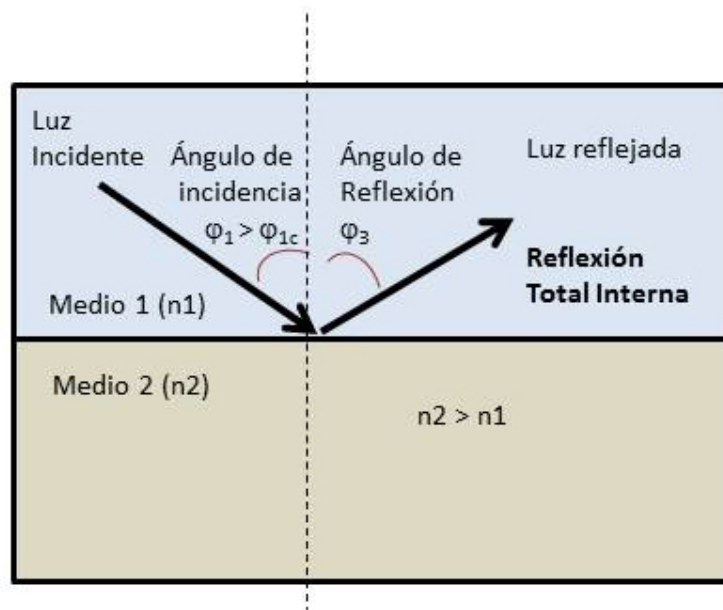 Luz
Incidente
Ángulo de
incidencia
φ₁ > φ₁c
Ángulo de
Reflexión
φ₃
Luz reflejada
Reflexión
Total Interna
Medio 1 (n1)
Medio 2 (n2)
n2 > n1